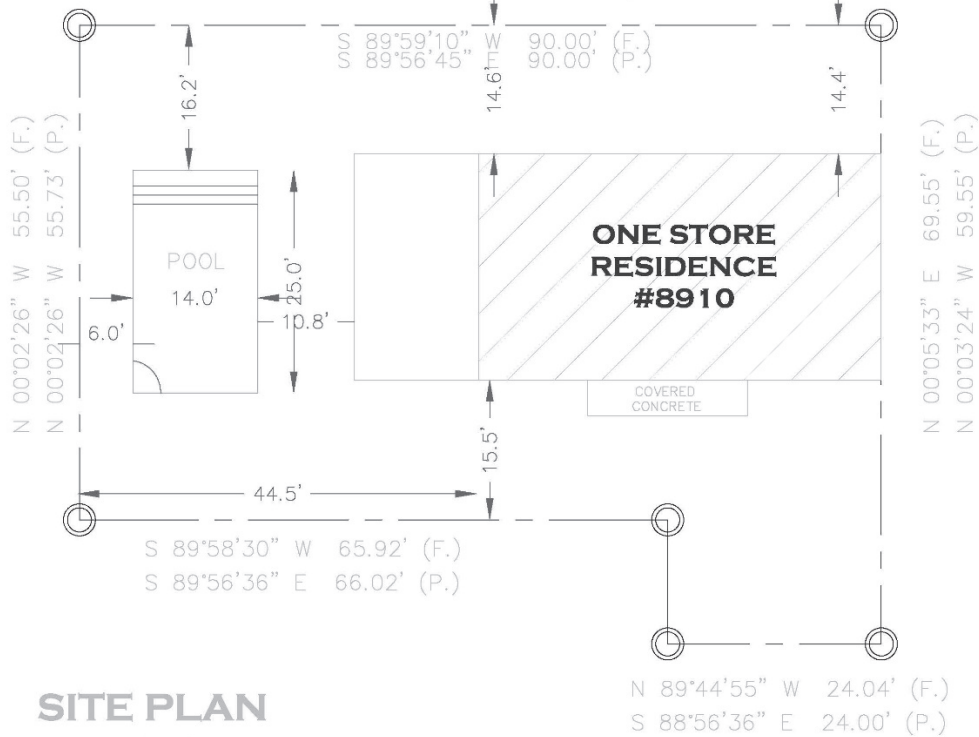 S 89°59'10" W 90.00' (F.)
S 89°56'45" E 90.00' (P.)
16.2'
14.6'
14.4'
N 00°02'26" W 55.50' (F.)
N 00°02'26" W 55.73' (P.)
N 00°05'33" E 69.55' (F.)
N 00°03'24" W 59.55' (P.)
POOL
14.0'
25.0'
6.0'
10.8'
ONE STORE
RESIDENCE
#8910
COVERED
CONCRETE
15.5'
44.5'
S 89°58'30" W 65.92' (F.)
S 89°56'36" E 66.02' (P.)
SITE PLAN
N 89°44'55" W 24.04' (F.)
S 88°56'36" E 24.00' (P.)